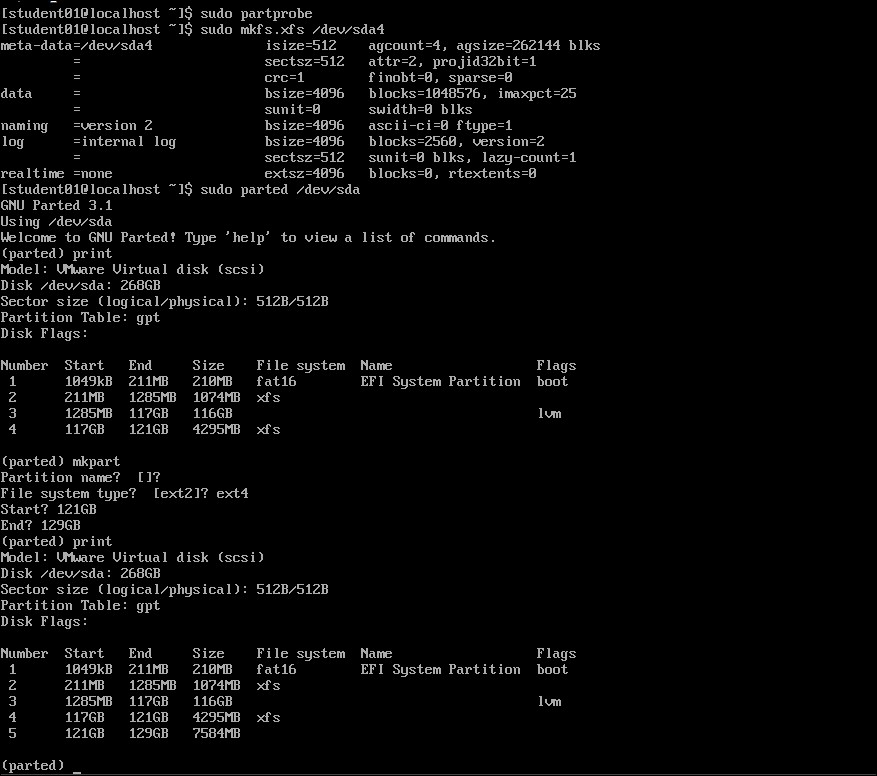 [student01@localhost ~]$ sudo partprobe
[student01@localhost ~]$ sudo mkfs.xfs /dev/sda4
meta-data=/dev/sda4              isize=512    agcount=4, agsize=262144 blks
         =                       sectsz=512   attr=2, projid32bit=1
         =                       crc=1        finobt=0, sparse=0
data     =                       bsize=4096   blocks=1048576, imaxpct=25
         =                       sunit=0      swidth=0 blks
naming   =version 2              bsize=4096   ascii-ci=0 ftype=1
log      =internal log           bsize=4096   blocks=2560, version=2
         =                       sectsz=512   sunit=0 blks, lazy-count=1
realtime =none                   extsz=4096   blocks=0, rtextents=0
[student01@localhost ~]$ sudo parted /dev/sda
GNU Parted 3.1
Using /dev/sda
Welcome to GNU Parted! Type 'help' to view a list of commands.
(parted) print
Model: VMware Virtual disk (scsi)
Disk /dev/sda: 268GB
Sector size (logical/physical): 512B/512B
Partition Table: gpt
Disk Flags:
Number  Start   End     Size    File system  Name                  Flags
 1      1049kB  211MB   210MB   fat16        EFI System Partition  boot
 2      211MB   1285MB  1074MB  xfs
 3      1285MB  117GB   116GB                                      lvm
 4      117GB   121GB   4295MB  xfs
(parted) mkpart
Partition name?  []?
File system type?  [ext2]? ext4
Start? 121GB
End? 129GB
(parted) print
Model: VMware Virtual disk (scsi)
Disk /dev/sda: 268GB
Sector size (logical/physical): 512B/512B
Partition Table: gpt
Disk Flags:
Number  Start   End     Size    File system  Name                  Flags
 1      1049kB  211MB   210MB   fat16        EFI System Partition  boot
 2      211MB   1285MB  1074MB  xfs
 3      1285MB  117GB   116GB                                      lvm
 4      117GB   121GB   4295MB  xfs
 5      121GB   129GB   7584MB
(parted) _